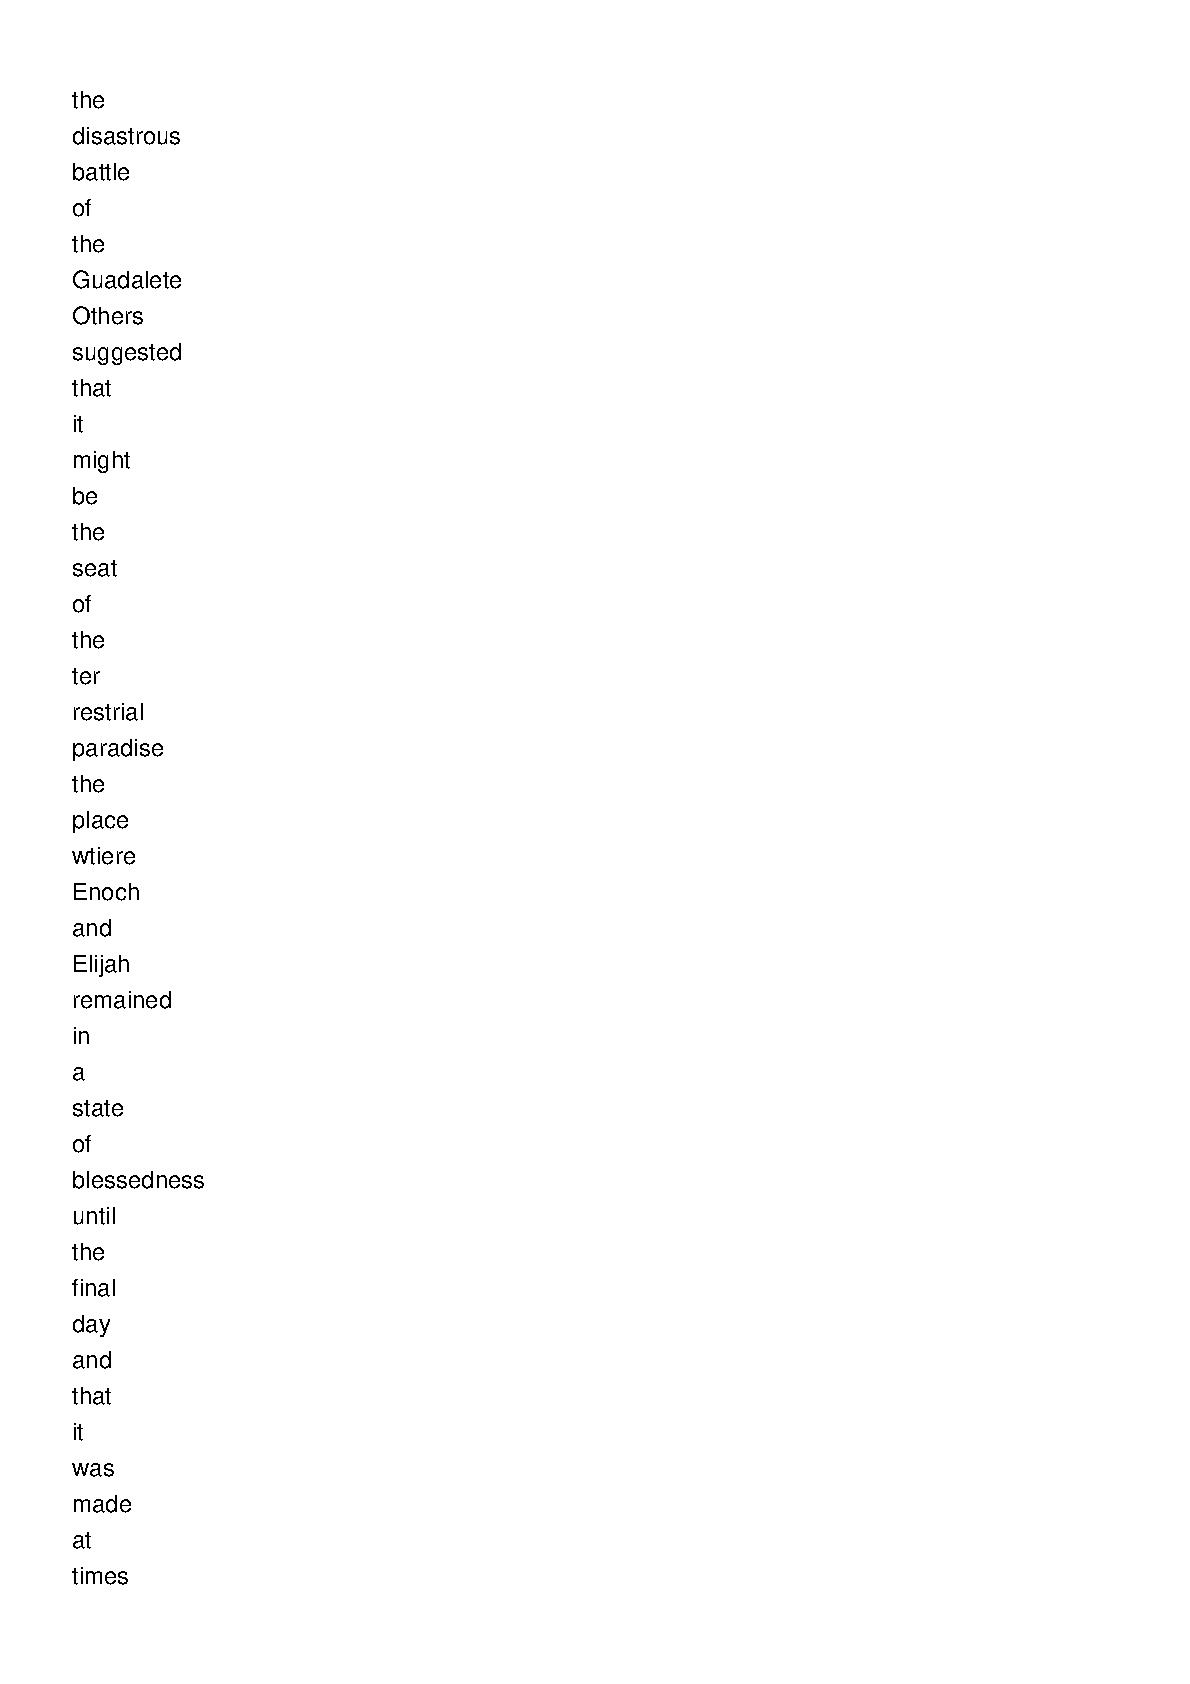 the
disastrous
battle
of
the
Guadalete
Others
suggested
that
it
might
be
the
seat
of
the
ter
restrial
paradise
the
place
wtiere
Enoch
and
Elijah
remained
in
a
state
of
blessedness
until
the
final
day
and
that
it
was
made
at
times